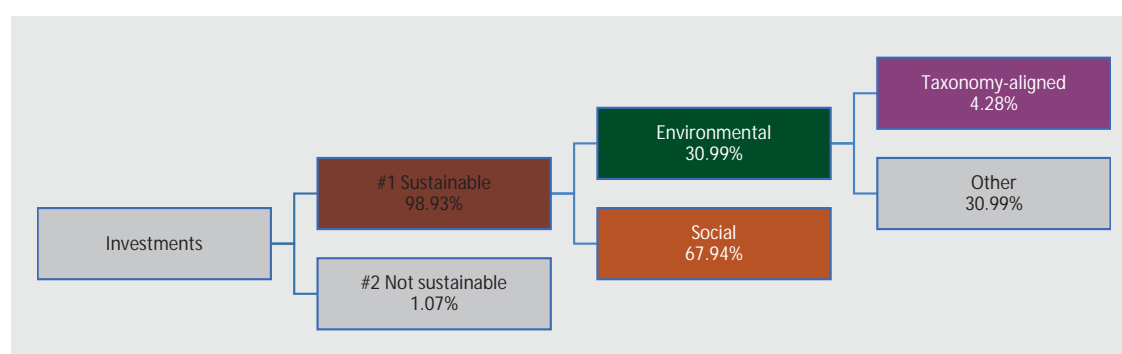 Investments
#1 Sustainable
98.93%
#2 Not sustainable
1.07%
Environmental
30.99%
Social
67.94%
Taxonomy-aligned
4.28%
Other
30.99%